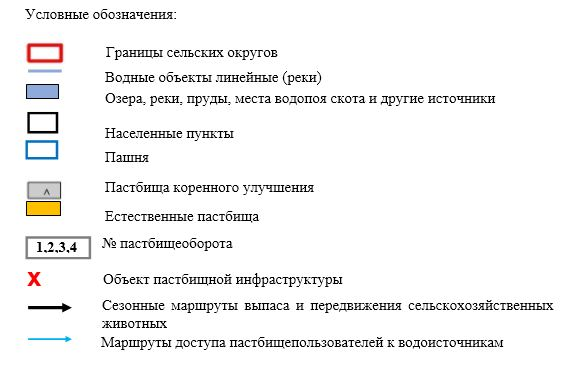 Условные обозначения:
Границы сельских округов
Водные объекты линейные (реки)
Озера, реки, пруды, места водопоя скота и другие источники
Населенные пункты
Пашня
^ Пастбища коренного улучшения
Естественные пастбища
1,2,3,4 № пастбищеоборота
X Объект пастбищной инфраструктуры
Сезонные маршруты выпаса и передвижения сельскохозяйственных
животных
Маршруты доступа пастбищепользователей к водоисточникам